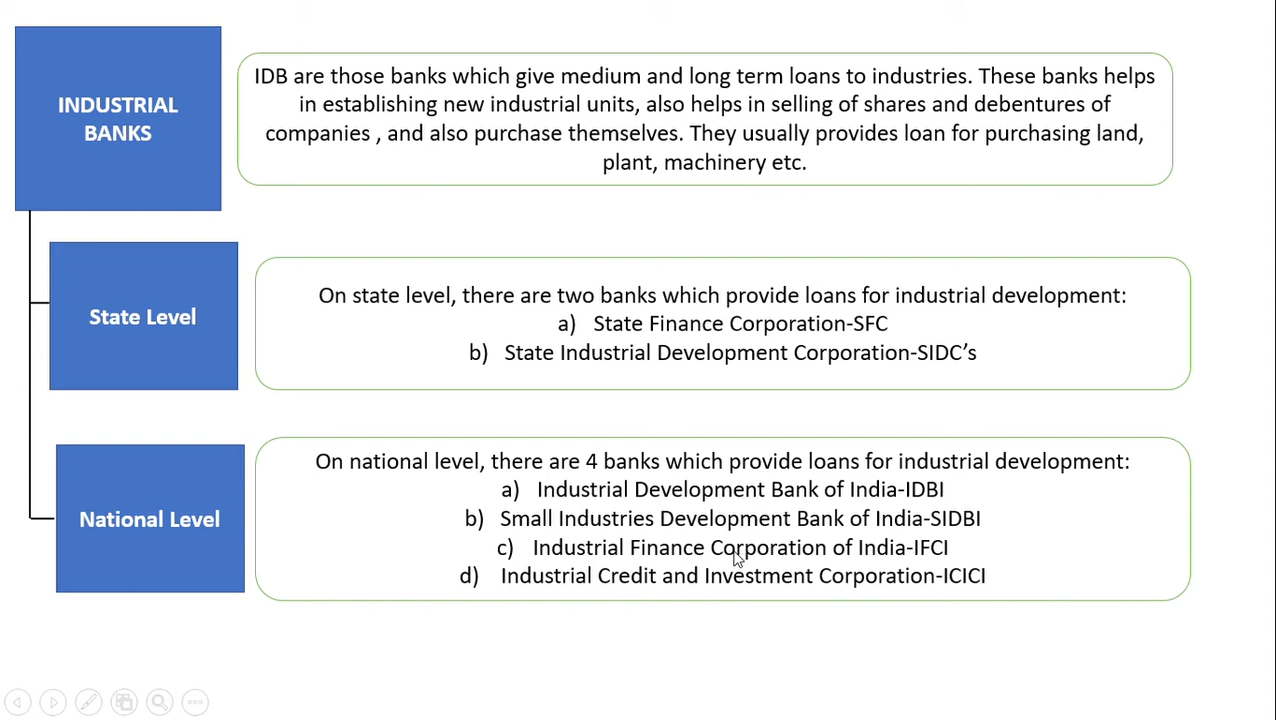 INDUSTRIAL
BANKS
IDB are those banks which give medium and long term loans to industries. These banks helps
in establishing new industrial units, also helps in selling of shares and debentures of
companies , and also purchase themselves. They usually provides loan for purchasing land,
plant, machinery etc.
State Level
On state level, there are two banks which provide loans for industrial development:
a) State Finance Corporation-SFC
b) State Industrial Development Corporation-SIDC’s
National Level
On national level, there are 4 banks which provide loans for industrial development:
a) Industrial Development Bank of India-IDBI
b) Small Industries Development Bank of India-SIDBI
c) Industrial Finance Corporation of India-IFCI
d) Industrial Credit and Investment Corporation-ICICI